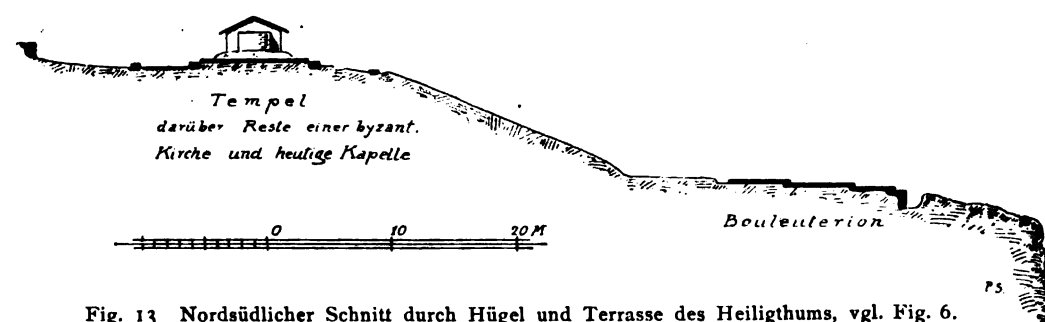 Tempel
darüber Reste einer byzant.
Kirche und heutige Kapelle
0 10 20 M
Bouleuterion
P.S.
Fig. 13 Nordsüdlicher Schnitt durch Hügel und Terrasse des Heiligthums, vgl. Fig. 6.